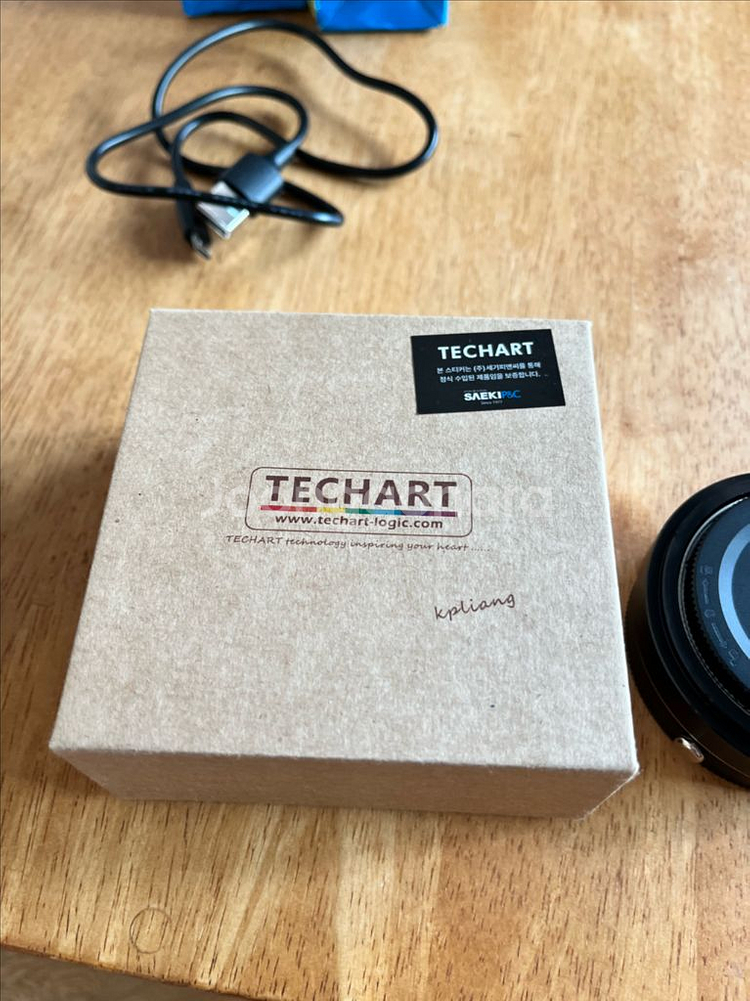 TECHART
본 스티커는 (주)세기피앤씨를 통해
정식 수입된 제품임을 보증합니다.
SAEKI P&C
Since 1977
TECHART
www.techart-logic.com
TECHART technology inspiring your heart ......
kpliang